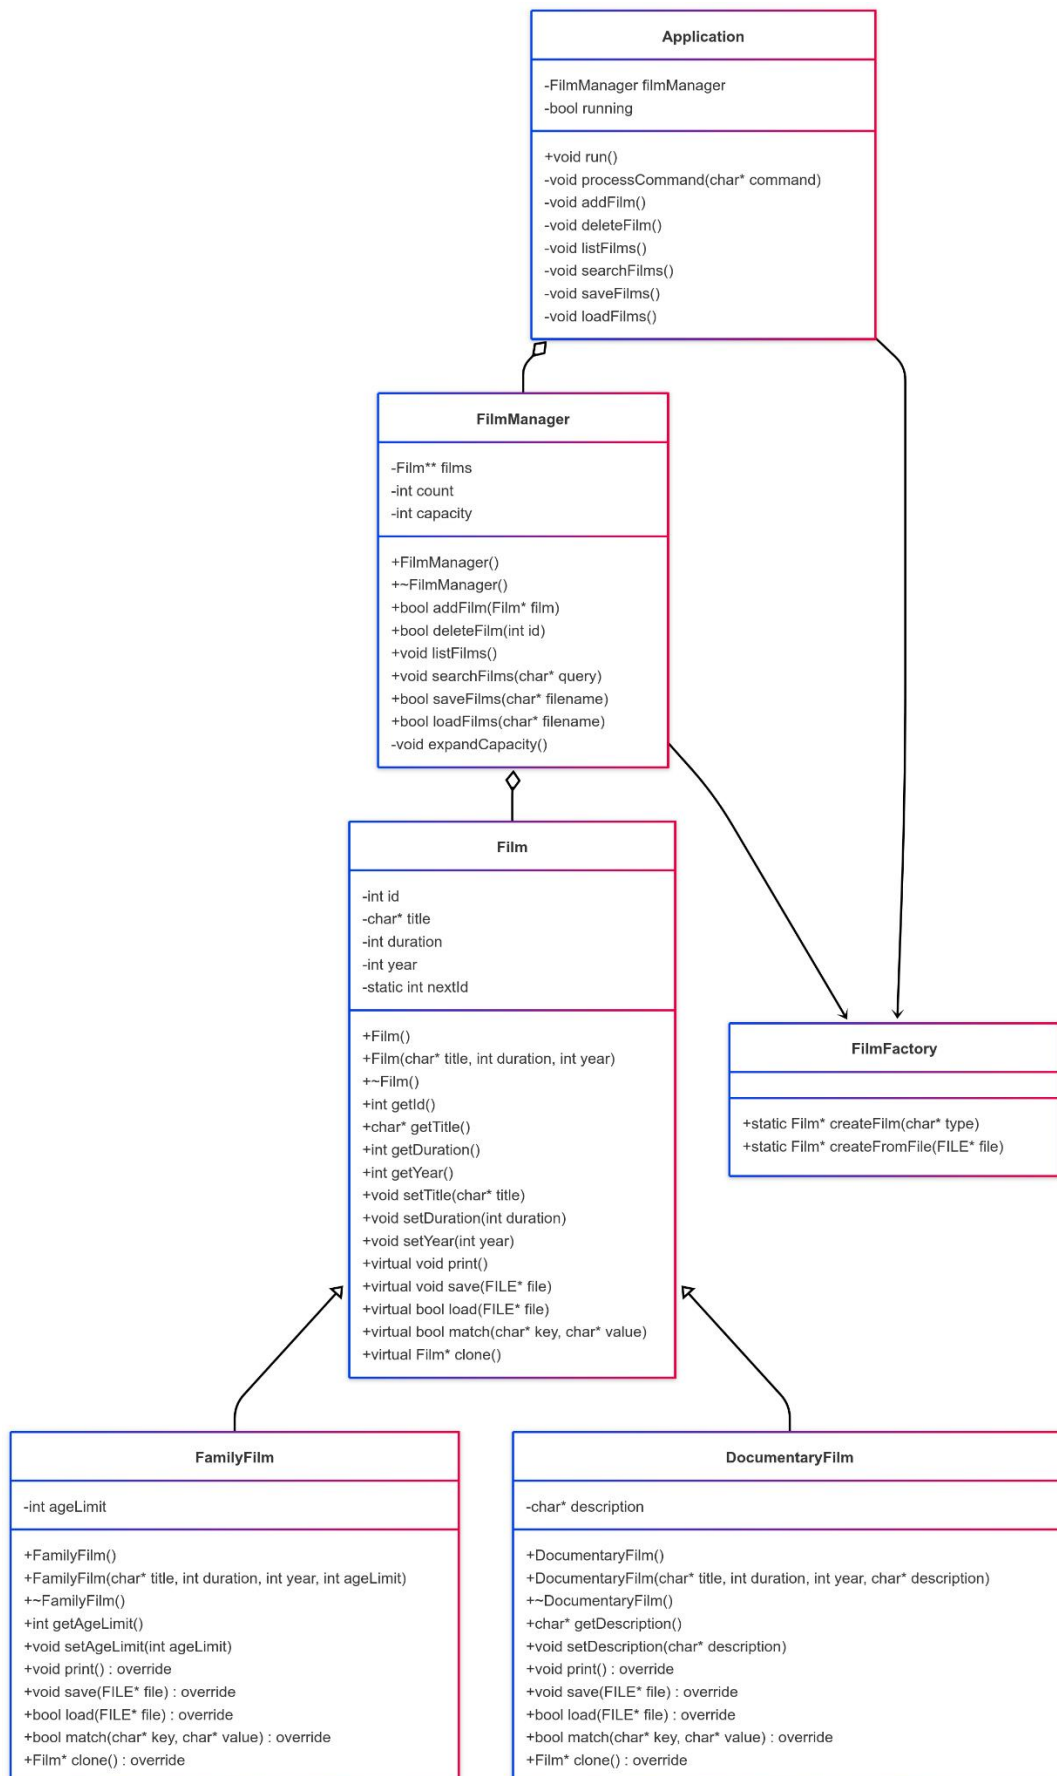 Application
-FilmManager filmManager
-bool running
+void run()
-void processCommand(char* command)
-void addFilm()
-void deleteFilm()
-void listFilms()
-void searchFilms()
-void saveFilms()
-void loadFilms()
FilmManager
-Film** films
-int count
-int capacity
+FilmManager()
+~FilmManager()
+bool addFilm(Film* film)
+bool deleteFilm(int id)
+void listFilms()
+void searchFilms(char* query)
+bool saveFilms(char* filename)
+bool loadFilms(char* filename)
-void expandCapacity()
Film
-int id
-char* title
-int duration
-int year
-static int nextId
+Film()
+Film(char* title, int duration, int year)
+~Film()
+int getId()
+char* getTitle()
+int getDuration()
+int getYear()
+void setTitle(char* title)
+void setDuration(int duration)
+void setYear(int year)
+virtual void print()
+virtual void save(FILE* file)
+virtual bool load(FILE* file)
+virtual bool match(char* key, char* value)
+virtual Film* clone()
FilmFactory
+static Film* createFilm(char* type)
+static Film* createFromFile(FILE* file)
FamilyFilm
-int ageLimit
+FamilyFilm()
+FamilyFilm(char* title, int duration, int year, int ageLimit)
+~FamilyFilm()
+int getAgeLimit()
+void setAgeLimit(int ageLimit)
+void print() : override
+void save(FILE* file) : override
+bool load(FILE* file) : override
+bool match(char* key, char* value) : override
+Film* clone() : override
DocumentaryFilm
-char* description
+DocumentaryFilm()
+DocumentaryFilm(char* title, int duration, int year, char* description)
+~DocumentaryFilm()
+char* getDescription()
+void setDescription(char* description)
+void print() : override
+void save(FILE* file) : override
+bool load(FILE* file) : override
+bool match(char* key, char* value) : override
+Film* clone() : override